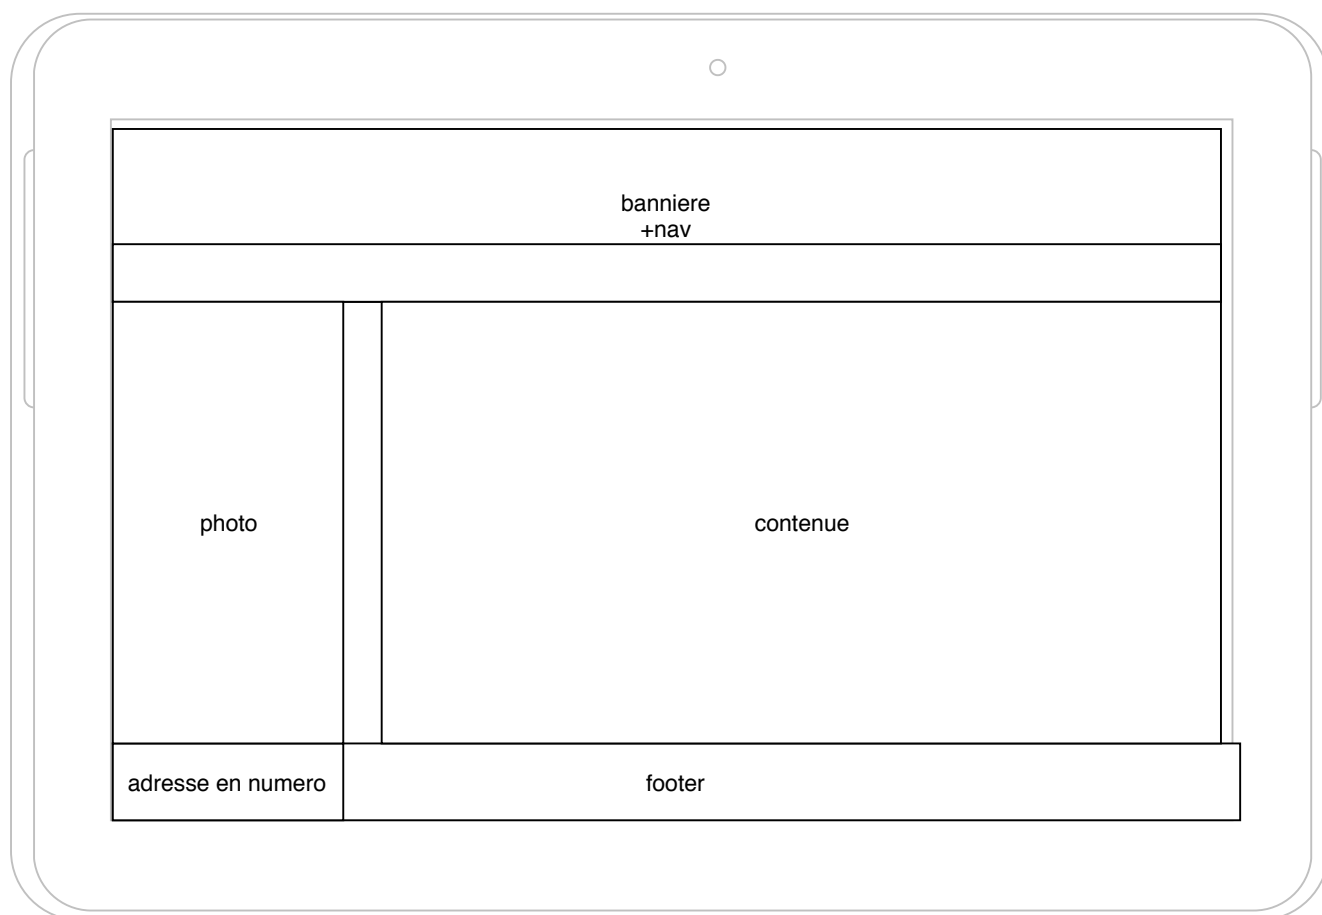 banniere
+nav
photo
contenue
adresse en numero
footer